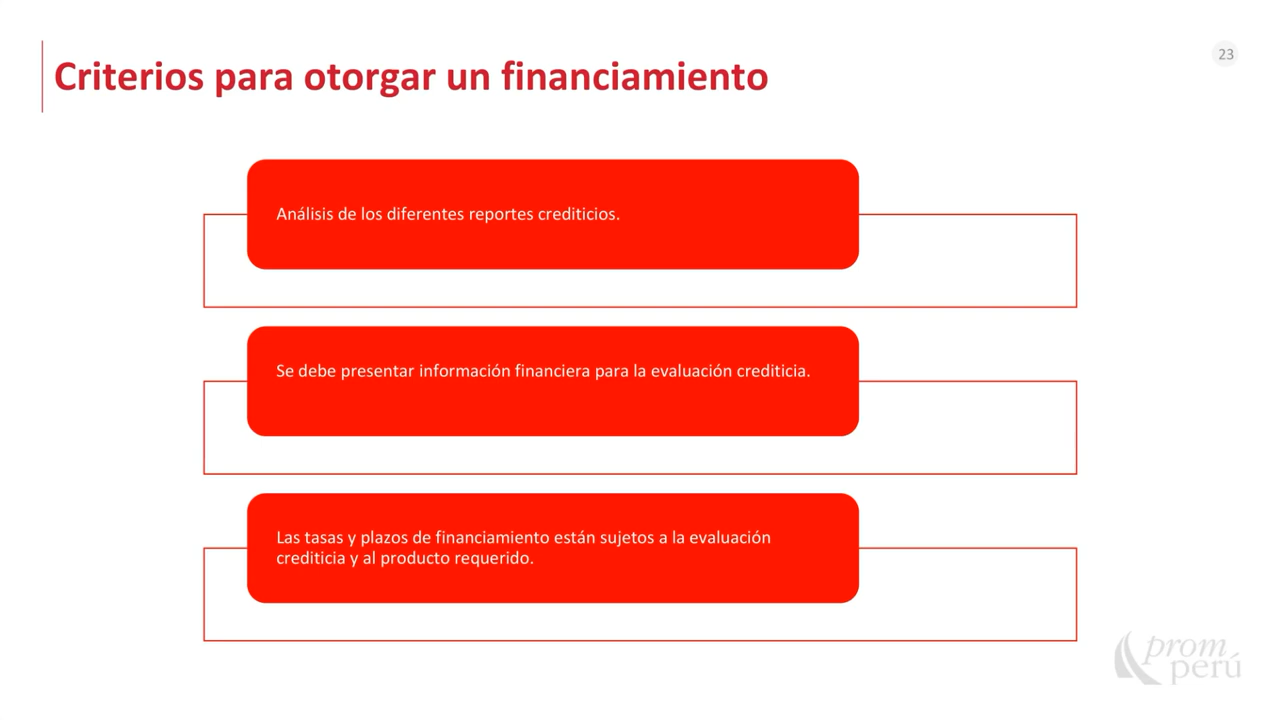 23
Criterios para otorgar un financiamiento
Análisis de los diferentes reportes crediticios.
Se debe presentar información financiera para la evaluación crediticia.
Las tasas y plazos de financiamiento están sujetos a la evaluación
crediticia y al producto requerido.
prom
perú